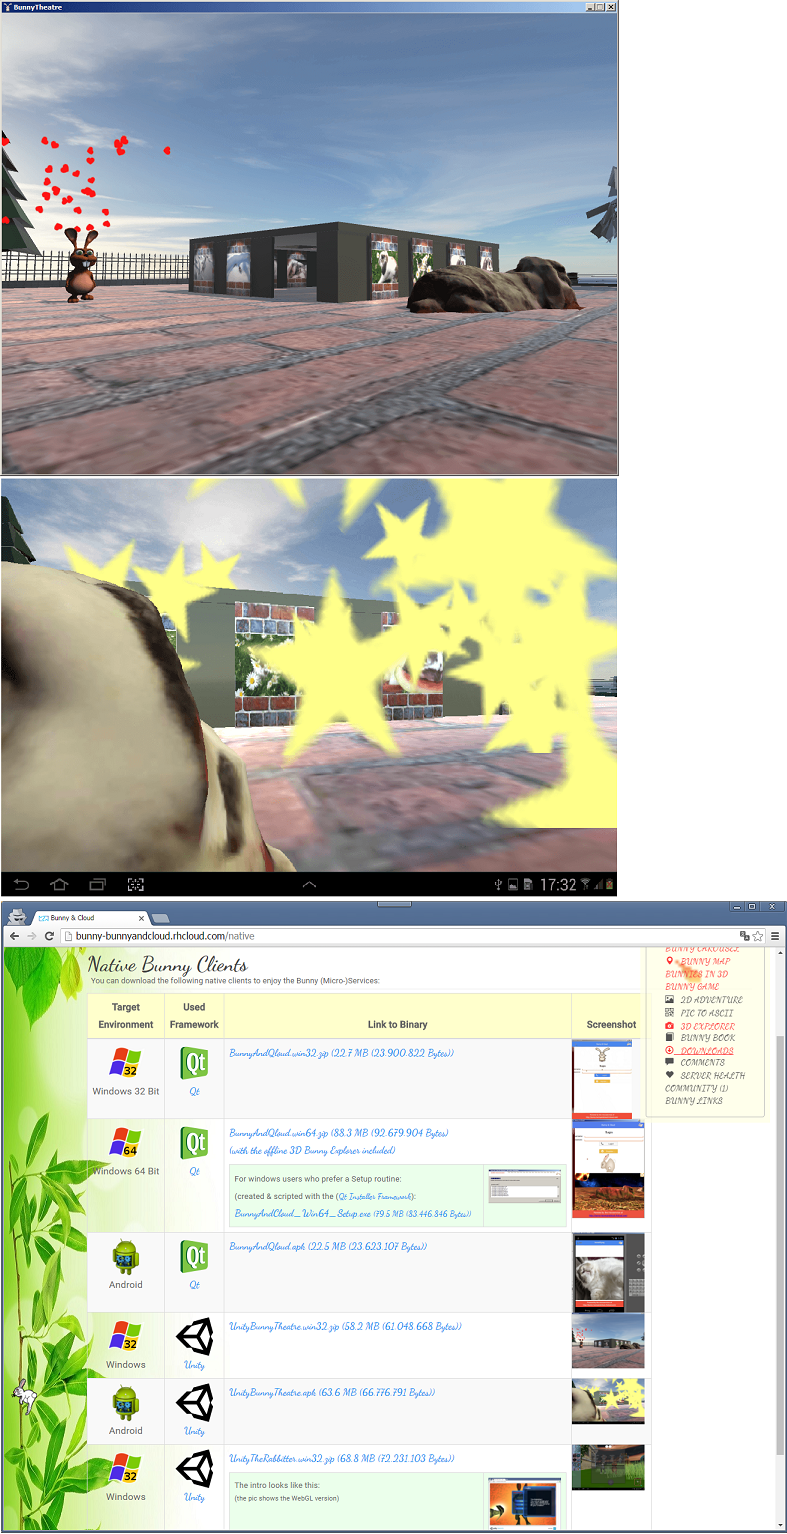 BunnyTheatre
17:32
Bunny & Cloud
bunny-bunnyandcloud.rhcloud.com/native
Native Bunny Clients
You can download the following native clients to enjoy the Bunny (Micro-)Services:
Target Environment
Used Framework
Link to Binary
Screenshot
32
Windows 32 Bit
Qt
Qt
BunnyAndQloud.win32.zip (22.7 MB (23.900.822 Bytes))
64
Windows 64 Bit
Qt
Qt
BunnyAndQloud.win64.zip (88.3 MB (92.679.904 Bytes)
(with the offline 3D Bunny Explorer included)
For windows users who prefer a Setup routine:
(created & scripted with the (Qt Installer Framework):
BunnyAndCloud_Win64_Setup.exe (79.5 MB (83.446.846 Bytes))
Android
Qt
Qt
BunnyAndQloud.apk (22.5 MB (23.623.107 Bytes))
32
Windows
Unity
UnityBunnyTheatre.win32.zip (58.2 MB (61.048.668 Bytes))
Android
Unity
UnityBunnyTheatre.apk (63.6 MB (66.776.791 Bytes))
32
Windows
Unity
UnityTheRabbitter.win32.zip (68.8 MB (72.231.103 Bytes))
The intro looks like this:
(the pic shows the WebGL version)
BUNNY CAROUSEL
BUNNY MAP
BUNNIES IN 3D
BUNNY GAME
2D ADVENTURE
PIC TO ASCII
3D EXPLORER
BUNNY BOOK
DOWNLOADS
COMMENTS
SERVER HEALTH
COMMUNITY (1)
BUNNY LINKS